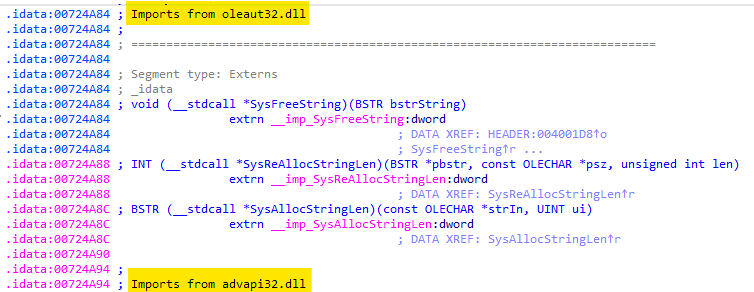 .idata:00724A84 ; Imports from oleaut32.dll
.idata:00724A84 ;
.idata:00724A84 ; ===========================================================================
.idata:00724A84
.idata:00724A84 ; Segment type: Externs
.idata:00724A84 ; _idata
.idata:00724A84 ; void (__stdcall *SysFreeString)(BSTR bstrString)
.idata:00724A84 extrn __imp_SysFreeString:dword
.idata:00724A84 ; DATA XREF: HEADER:004001D8↑o
.idata:00724A84 ; SysFreeString↑r ...
.idata:00724A88 ; INT (__stdcall *SysReAllocStringLen)(BSTR *pbstr, const OLECHAR *psz, unsigned int len)
.idata:00724A88 extrn __imp_SysReAllocStringLen:dword
.idata:00724A88 ; DATA XREF: SysReAllocStringLen↑r
.idata:00724A8C ; BSTR (__stdcall *SysAllocStringLen)(const OLECHAR *strIn, UINT ui)
.idata:00724A8C extrn __imp_SysAllocStringLen:dword
.idata:00724A8C ; DATA XREF: SysAllocStringLen↑r
.idata:00724A90
.idata:00724A94 ;
.idata:00724A94 ; Imports from advapi32.dll